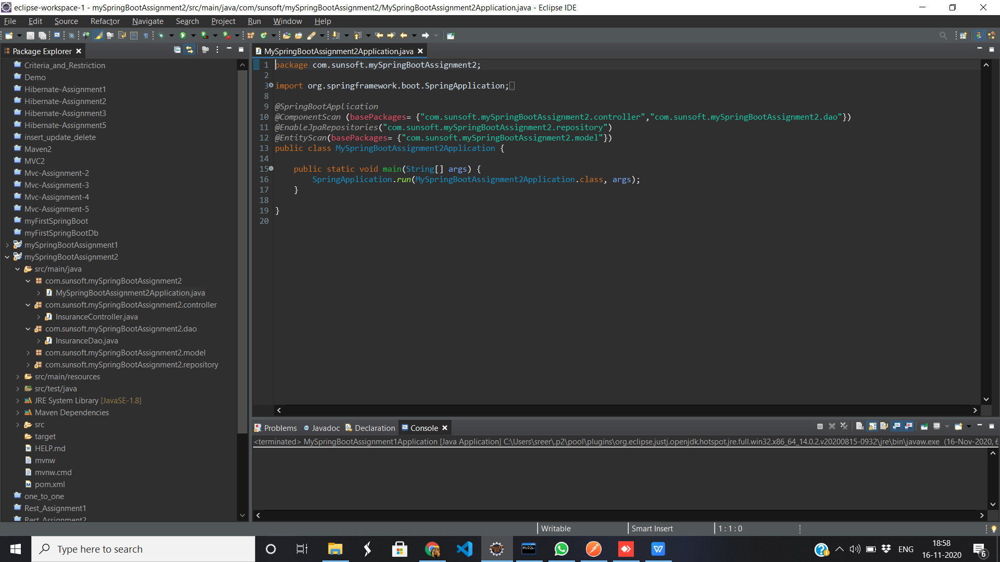 eclipse-workspace-1 - mySpringBootAssignment2/src/main/java/com/sunsoft/mySpringBootAssignment2/MySpringBootAssignment2Application.java - Eclipse IDE
File Edit Source Refactor Navigate Search Project Run Window Help
Package Explorer
Criteria_and_Restriction
Demo
Hibernate-Assignment1
Hibernate-Assignment2
Hibernate-Assignment3
Hibernate-Assignment5
insert_update_delete
Maven2
MVC2
Mvc-Assignment-2
Mvc-Assignment-3
Mvc-Assignment-4
Mvc-Assignment-5
myFirstSpringBoot
myFirstSpringBootDb
mySpringBootAssignment1
mySpringBootAssignment2
src/main/java
com.sunsoft.mySpringBootAssignment2
MySpringBootAssignment2Application.java
com.sunsoft.mySpringBootAssignment2.controller
InsuranceController.java
com.sunsoft.mySpringBootAssignment2.dao
InsuranceDao.java
com.sunsoft.mySpringBootAssignment2.model
com.sunsoft.mySpringBootAssignment2.repository
src/main/resources
src/test/java
JRE System Library [JavaSE-1.8]
Maven Dependencies
src
target
HELP.md
mvnw
mvnw.cmd
pom.xml
one_to_one
Rest_Assignment1
Rest_Assignment2
MySpringBootAssignment2Application.java
1 package com.sunsoft.mySpringBootAssignment2;
2
3 import org.springframework.boot.SpringApplication;
8
9 @SpringBootApplication
10 @ComponentScan (basePackages= {"com.sunsoft.mySpringBootAssignment2.controller","com.sunsoft.mySpringBootAssignment2.dao"})
11 @EnableJpaRepositories("com.sunsoft.mySpringBootAssignment2.repository")
12 @EntityScan(basePackages= {"com.sunsoft.mySpringBootAssignment2.model"})
13 public class MySpringBootAssignment2Application {
14
15 public static void main(String[] args) {
16 SpringApplication.run(MySpringBootAssignment2Application.class, args);
17 }
18
19 }
20
Problems Javadoc Declaration Console
<terminated> MySpringBootAssignment1Application [Java Application] C:\Users\sreer\.p2\pool\plugins\org.eclipse.justj.openjdk.hotspot.jre.full.win32.x86_64_14.0.2.v20200815-0932\jre\bin\javaw.exe (16-Nov-2020, 6
Writable Smart Insert 1 : 1 : 0
Type here to search
ENG
18:58
16-11-2020
6